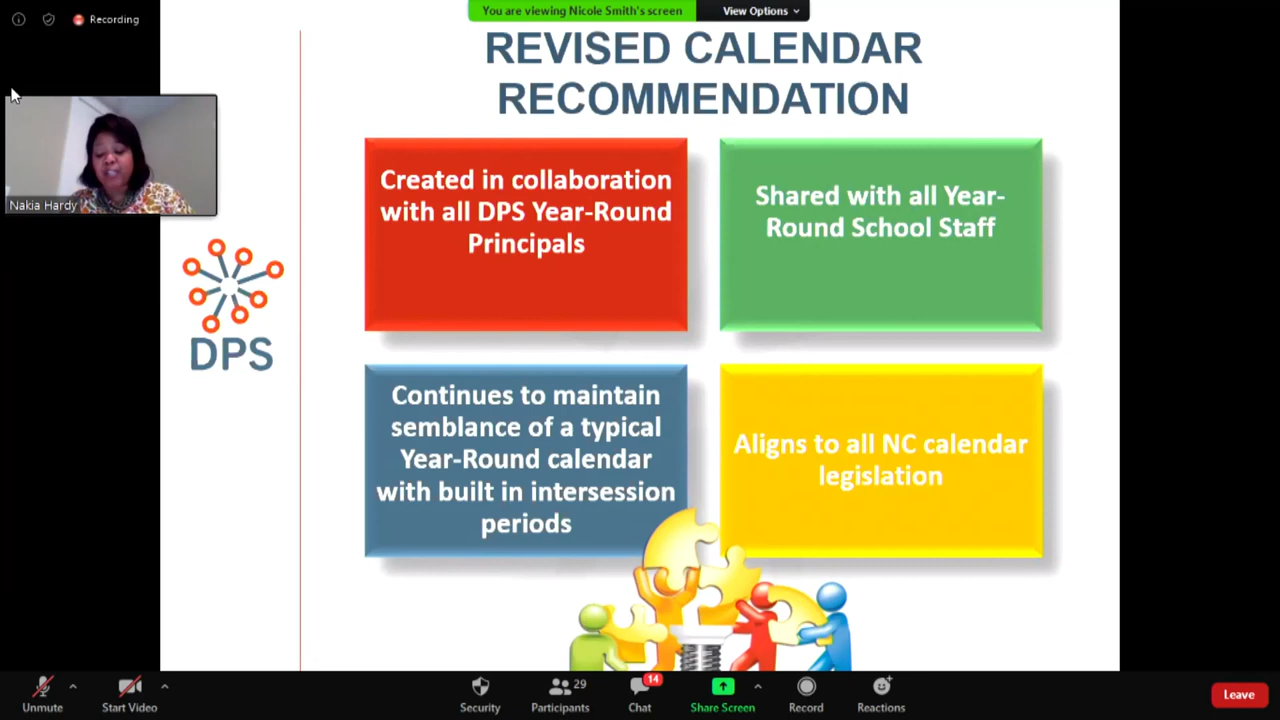 Recording
You are viewing Nicole Smith's screen
View Options
REVISED CALENDAR
RECOMMENDATION
Nakia Hardy
DPS
Created in collaboration
with all DPS Year-Round
Principals
Shared with all Year-
Round School Staff
Continues to maintain
semblance of a typical
Year-Round calendar
with built in intersession
periods
Aligns to all NC calendar
legislation
Unmute
Start Video
Security
29
Participants
14
Chat
Share Screen
Record
Reactions
Leave